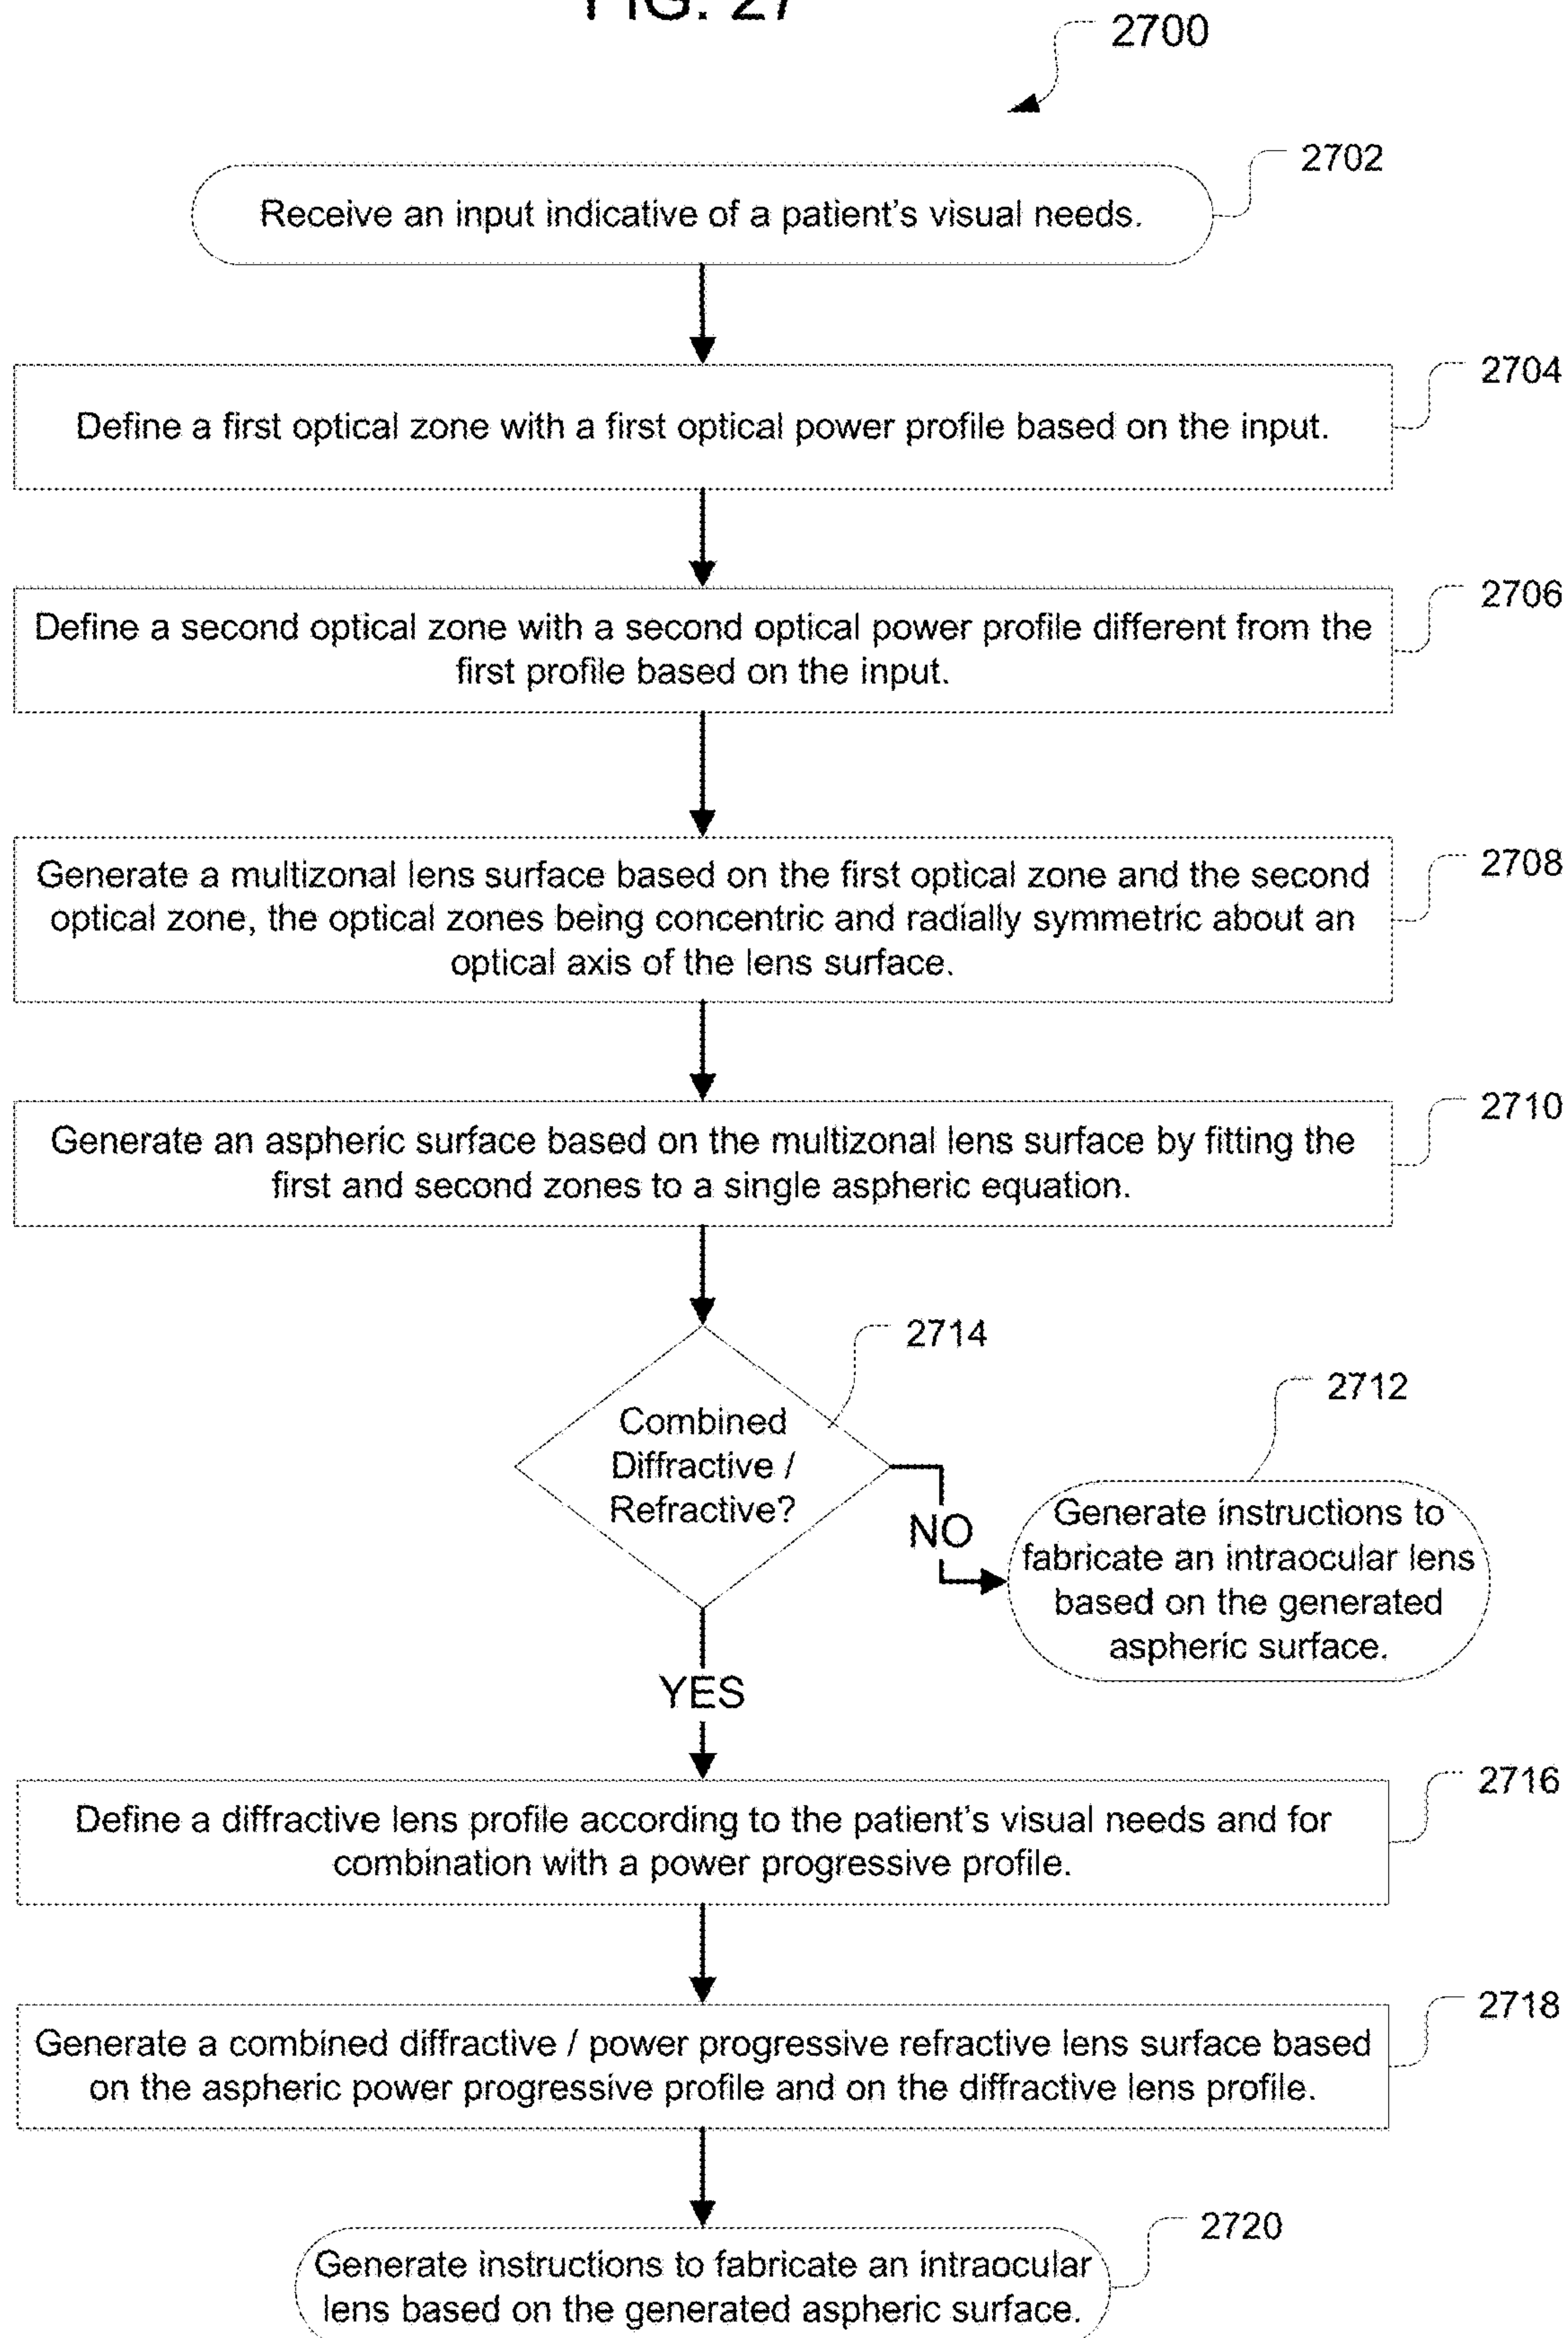 FIG. 27
2700
2702
Receive an input indicative of a patient's visual needs.
2704
Define a first optical zone with a first optical power profile based on the input.
2706
Define a second optical zone with a second optical power profile different from the
first profile based on the input.
2708
Generate a multizonal lens surface based on the first optical zone and the second
optical zone, the optical zones being concentric and radially symmetric about an
optical axis of the lens surface.
2710
Generate an aspheric surface based on the multizonal lens surface by fitting the
first and second zones to a single aspheric equation.
2714
Combined
Diffractive /
Refractive?
2712
NO
Generate instructions to
fabricate an intraocular lens
based on the generated
aspheric surface.
YES
2716
Define a diffractive lens profile according to the patient's visual needs and for
combination with a power progressive profile.
2718
Generate a combined diffractive / power progressive refractive lens surface based
on the aspheric power progressive profile and on the diffractive lens profile.
2720
Generate instructions to fabricate an intraocular
lens based on the generated aspheric surface.